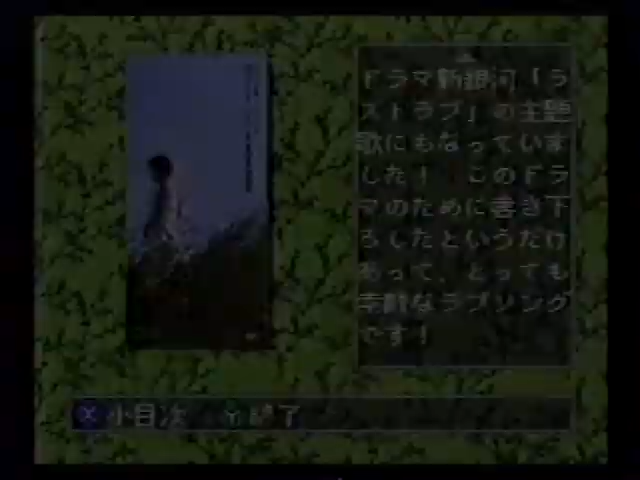 ドラマ新銀河「ラ
ストラブ」の主題
歌にもなっていま
した！　このドラ
マのために書き下
ろしたというだけ
あって、とっても
素敵なラブソング
です！
X小目次　Y終了